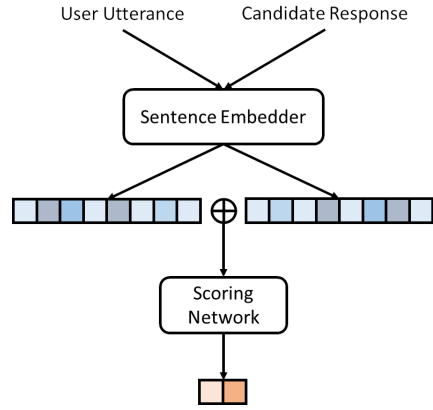 User Utterance
Candidate Response
Sentence Embedder
Scoring
Network